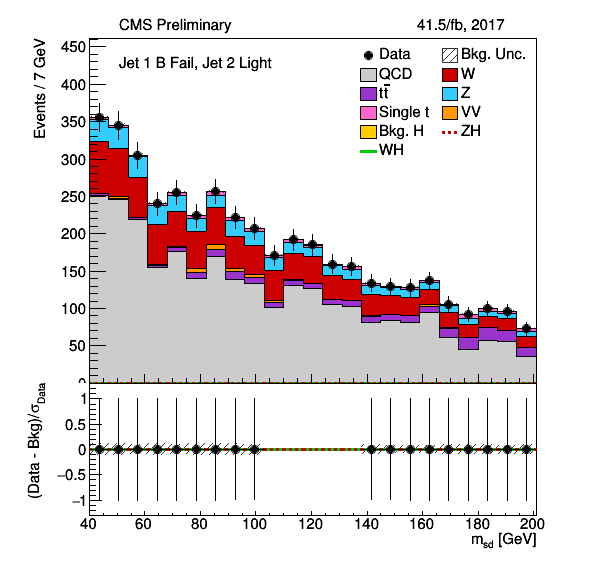 CMS Preliminary 41.5/fb, 2017
Events / 7 GeV
450
400
350
300
250
200
150
100
50
0
Jet 1 B Fail, Jet 2 Light
Data Bkg. Unc.
QCD W
tt̅ Z
Single t VV
Bkg. H ZH
WH
(Data - Bkg)/σData
1
0.5
0
−0.5
−1
40 60 80 100 120 140 160 180 200
msd [GeV]